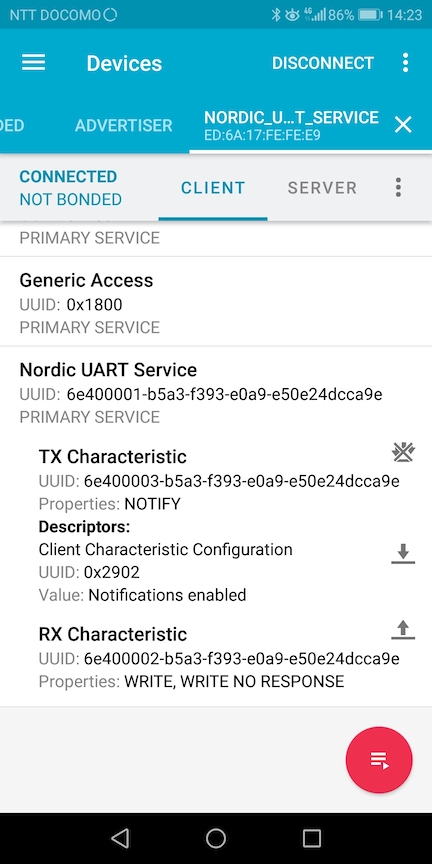 NTT DOCOMO 4G 86% 14:23
Devices DISCONNECT
DED ADVERTISER NORDIC_U...T_SERVICE
ED:6A:17:FE:FE:E9
CONNECTED
NOT BONDED CLIENT SERVER
PRIMARY SERVICE
Generic Access
UUID: 0x1800
PRIMARY SERVICE
Nordic UART Service
UUID: 6e400001-b5a3-f393-e0a9-e50e24dcca9e
PRIMARY SERVICE
TX Characteristic
UUID: 6e400003-b5a3-f393-e0a9-e50e24dcca9e
Properties: NOTIFY
Descriptors:
Client Characteristic Configuration
UUID: 0x2902
Value: Notifications enabled
RX Characteristic
UUID: 6e400002-b5a3-f393-e0a9-e50e24dcca9e
Properties: WRITE, WRITE NO RESPONSE